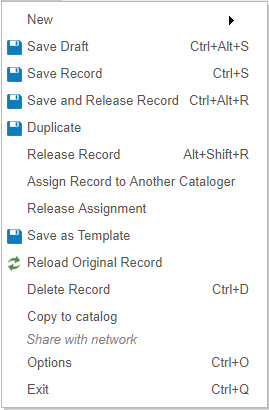 New
Save Draft Ctrl+Alt+S
Save Record Ctrl+S
Save and Release Record Ctrl+Alt+R
Duplicate
Release Record Alt+Shift+R
Assign Record to Another Cataloger
Release Assignment
Save as Template
Reload Original Record
Delete Record Ctrl+D
Copy to catalog
Share with network
Options Ctrl+O
Exit Ctrl+Q